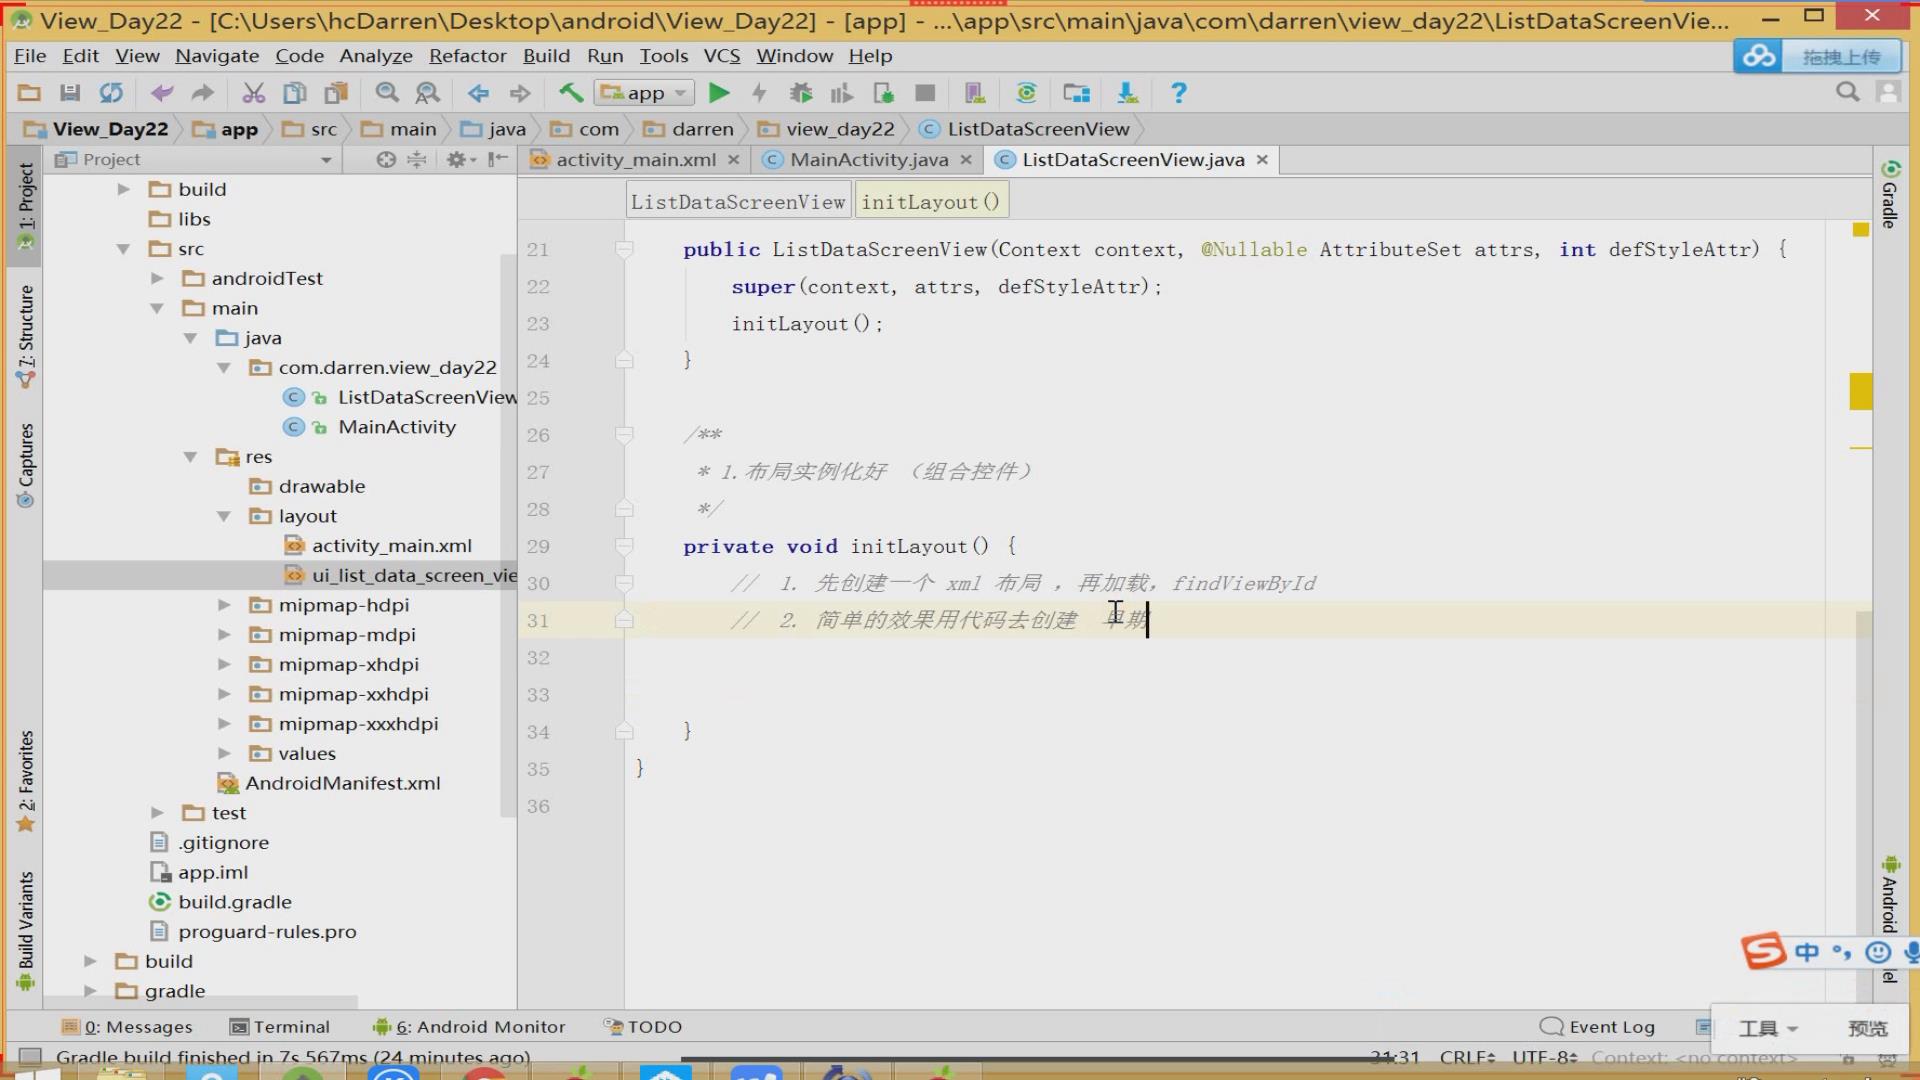 View_Day22 - [C:\Users\hcDarren\Desktop\android\View_Day22] - [app] - ...\app\src\main\java\com\darren\view_day22\ListDataScreenVie...
File Edit View Navigate Code Analyze Refactor Build Run Tools VCS Window Help
拖拽上传
app
View_Day22 app src main java com darren view_day22 ListDataScreenView
Project
activity_main.xml MainActivity.java ListDataScreenView.java
ListDataScreenView initLayout()
1: Project
7: Structure
Captures
2: Favorites
Build Variants
build
libs
src
androidTest
main
java
com.darren.view_day22
ListDataScreenView
MainActivity
res
drawable
layout
activity_main.xml
ui_list_data_screen_vie
mipmap-hdpi
mipmap-mdpi
mipmap-xhdpi
mipmap-xxhdpi
mipmap-xxxhdpi
values
AndroidManifest.xml
test
.gitignore
app.iml
build.gradle
proguard-rules.pro
build
gradle
21 public ListDataScreenView(Context context, @Nullable AttributeSet attrs, int defStyleAttr) {
22 super(context, attrs, defStyleAttr);
23 initLayout();
24 }
25
26 /**
27 * 1.布局实例化好 （组合控件）
28 */
29 private void initLayout() {
30 // 1. 先创建一个 xml 布局 ，再加载，findViewById
31 // 2. 简单的效果用代码去创建 早期
32
33
34 }
35 }
36
Gradle
Android
el
中
0: Messages Terminal 6: Android Monitor TODO Event Log
工具 预览
Gradle build finished in 7s 567ms (24 minutes ago) 31:31 CRLF UTF-8 Context: <no context>